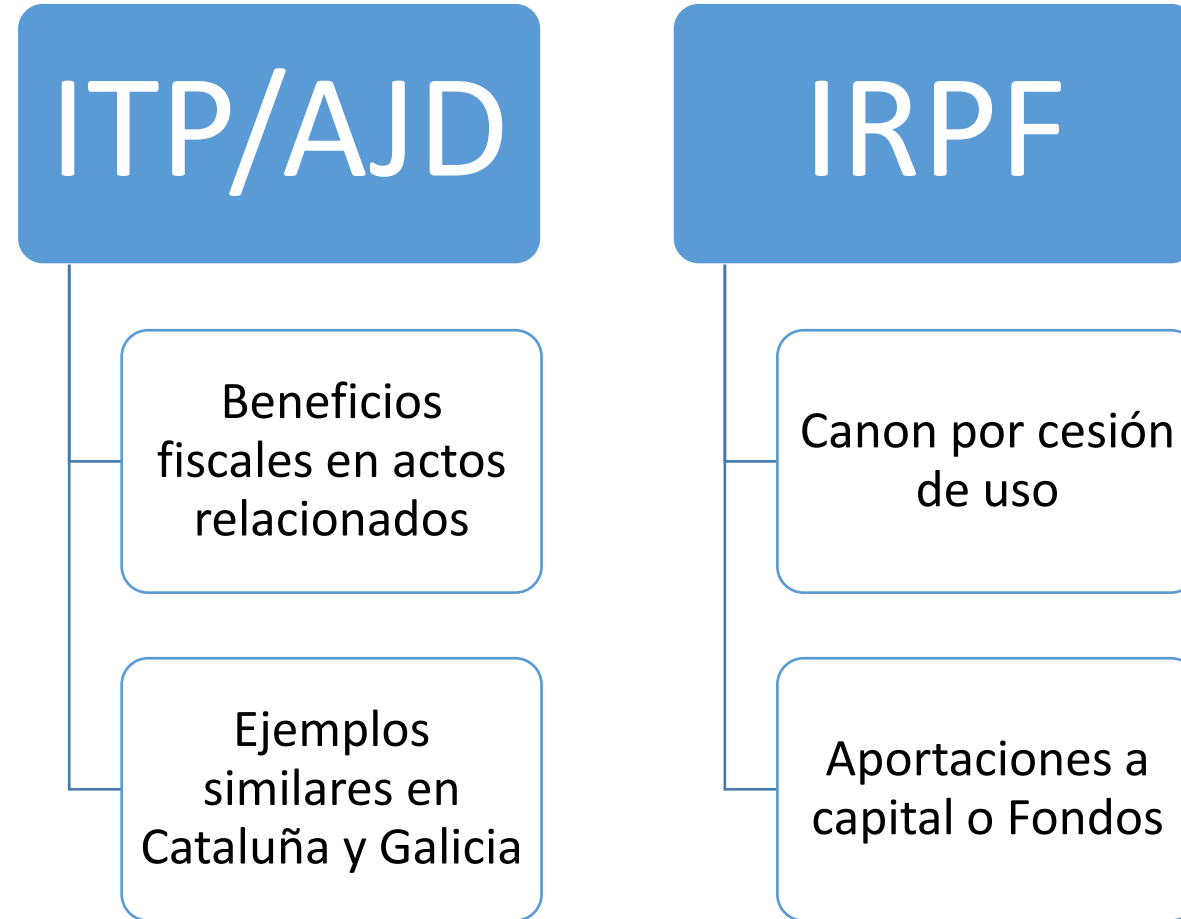 ITP/AJD
Beneficios
fiscales en actos
relacionados
Ejemplos
similares en
Cataluña y Galicia
IRPF
Canon por cesión
de uso
Aportaciones a
capital o Fondos